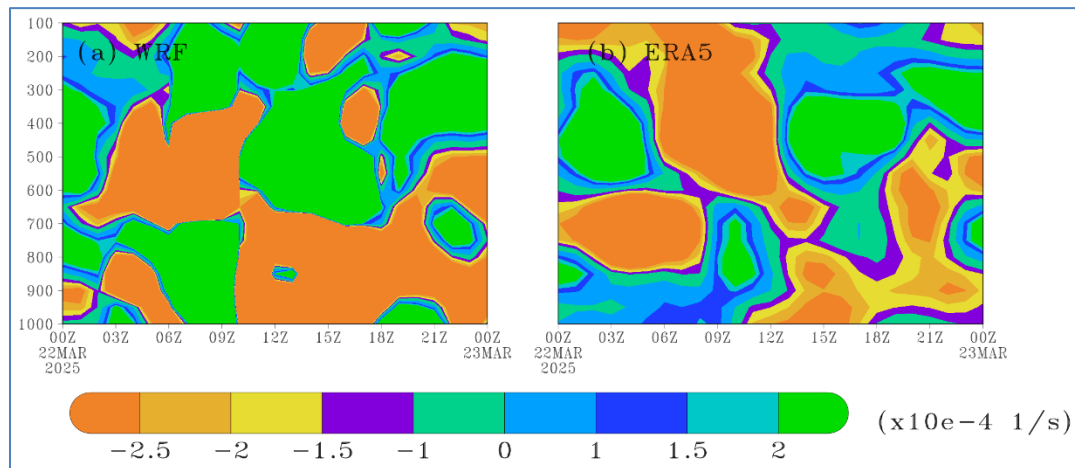 (a) WRF
100
200
300
400
500
600
700
800
900
1000
00Z 03Z 06Z 09Z 12Z 15Z 18Z 21Z 00Z
22MAR 23MAR
2025
(b) ERA5
00Z 03Z 06Z 09Z 12Z 15Z 18Z 21Z 00Z
22MAR 23MAR
2025
−2.5 −2 −1.5 −1 0 1 1.5 2
(x10e−4 1/s)